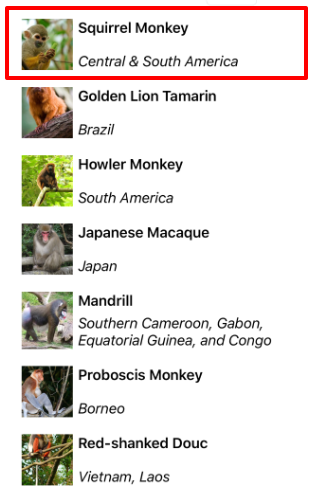 Squirrel Monkey
Central & South America
Golden Lion Tamarin
Brazil
Howler Monkey
South America
Japanese Macaque
Japan
Mandrill
Southern Cameroon, Gabon,
Equatorial Guinea, and Congo
Proboscis Monkey
Borneo
Red-shanked Douc
Vietnam, Laos